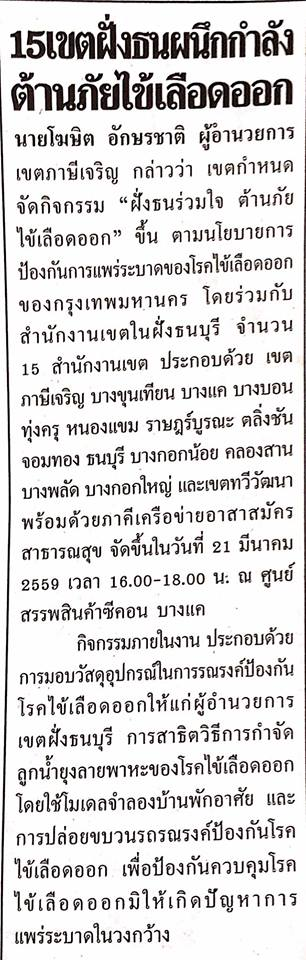 15เขตฝั่งธนผนึกกำลัง
ต้านภัยไข้เลือดออก
นายโฆษิต อักษรชาติ ผู้อำนวยการ
เขตภาษีเจริญ กล่าวว่า เขตกำหนด
จัดกิจกรรม “ฝั่งธนร่วมใจ ต้านภัย
ไข้เลือดออก” ขึ้น ตามนโยบายการ
ป้องกันการแพร่ระบาดของโรคไข้เลือดออก
ของกรุงเทพมหานคร โดยร่วมกับ
สำนักงานเขตในฝั่งธนบุรี จำนวน
15 สำนักงานเขต ประกอบด้วย เขต
ภาษีเจริญ บางขุนเทียน บางแค บางบอน
ทุ่งครุ หนองแขม ราษฎร์บูรณะ ตลิ่งชัน
จอมทอง ธนบุรี บางกอกน้อย คลองสาน
บางพลัด บางกอกใหญ่ และเขตทวีวัฒนา
พร้อมด้วยภาคีเครือข่ายอาสาสมัคร
สาธารณสุข จัดขึ้นในวันที่ 21 มีนาคม
2559 เวลา 16.00-18.00 น. ณ ศูนย์
สรรพสินค้าซีคอน บางแค
กิจกรรมภายในงาน ประกอบด้วย
การมอบวัสดุอุปกรณ์ในการรณรงค์ป้องกัน
โรคไข้เลือดออกให้แก่ผู้อำนวยการ
เขตฝั่งธนบุรี การสาธิตวิธีการกำจัด
ลูกน้ำยุงลายพาหะของโรคไข้เลือดออก
โดยใช้โมเดลจำลองบ้านพักอาศัย และ
การปล่อยขบวนรถรณรงค์ป้องกันโรค
ไข้เลือดออก เพื่อป้องกันควบคุมโรค
ไข้เลือดออกมิให้เกิดปัญหาการ
แพร่ระบาดในวงกว้าง